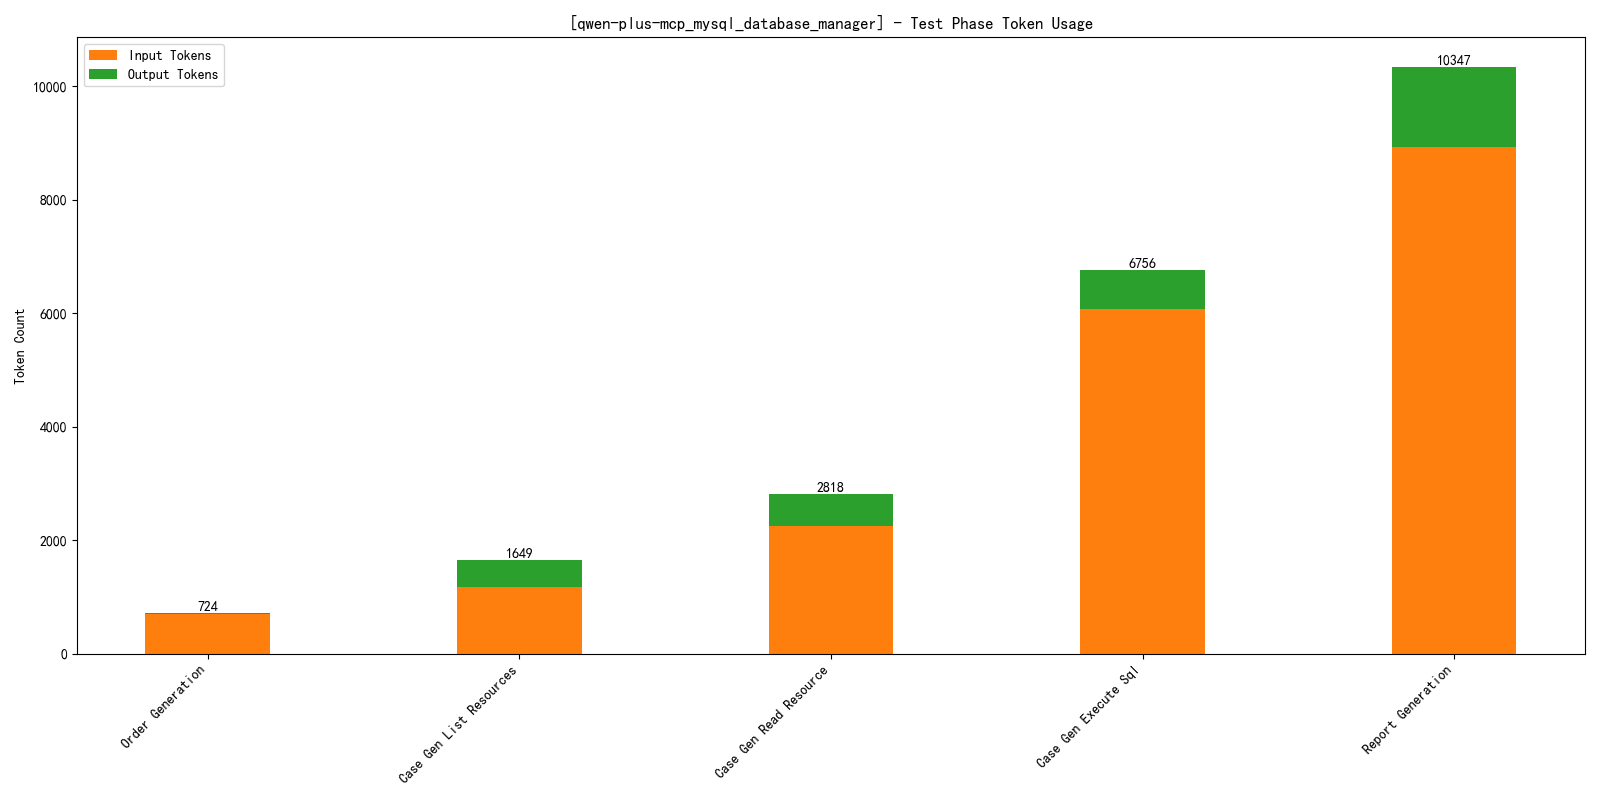 [qwen-plus-mcp_mysql_database_manager] - Test Phase Token Usage
Input Tokens
Output Tokens
Token Count
10000
8000
6000
4000
2000
0
724
1649
2818
6756
10347
Order Generation
Case Gen List Resources
Case Gen Read Resource
Case Gen Execute Sql
Report Generation